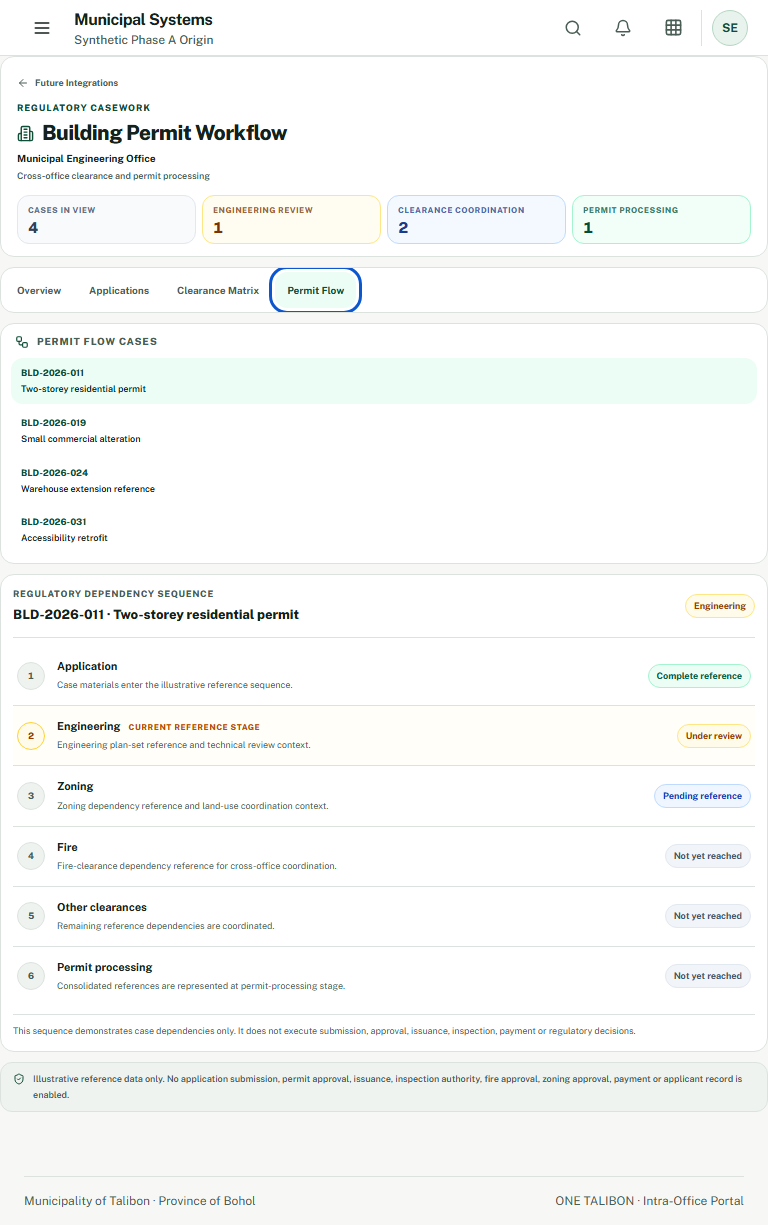 Municipal Systems
Synthetic Phase A Origin
SE
Future Integrations
REGULATORY CASEWORK
Building Permit Workflow
Municipal Engineering Office
Cross-office clearance and permit processing
CASES IN VIEW
4
ENGINEERING REVIEW
1
CLEARANCE COORDINATION
2
PERMIT PROCESSING
1
Overview
Applications
Clearance Matrix
Permit Flow
PERMIT FLOW CASES
BLD-2026-011
Two-storey residential permit
BLD-2026-019
Small commercial alteration
BLD-2026-024
Warehouse extension reference
BLD-2026-031
Accessibility retrofit
REGULATORY DEPENDENCY SEQUENCE
BLD-2026-011 · Two-storey residential permit
Engineering
1
Application
Case materials enter the illustrative reference sequence.
Complete reference
2
Engineering CURRENT REFERENCE STAGE
Engineering plan-set reference and technical review context.
Under review
3
Zoning
Zoning dependency reference and land-use coordination context.
Pending reference
4
Fire
Fire-clearance dependency reference for cross-office coordination.
Not yet reached
5
Other clearances
Remaining reference dependencies are coordinated.
Not yet reached
6
Permit processing
Consolidated references are represented at permit-processing stage.
Not yet reached
This sequence demonstrates case dependencies only. It does not execute submission, approval, issuance, inspection, payment or regulatory decisions.
Illustrative reference data only. No application submission, permit approval, issuance, inspection authority, fire approval, zoning approval, payment or applicant record is
enabled.
Municipality of Talibon · Province of Bohol
ONE TALIBON · Intra-Office Portal